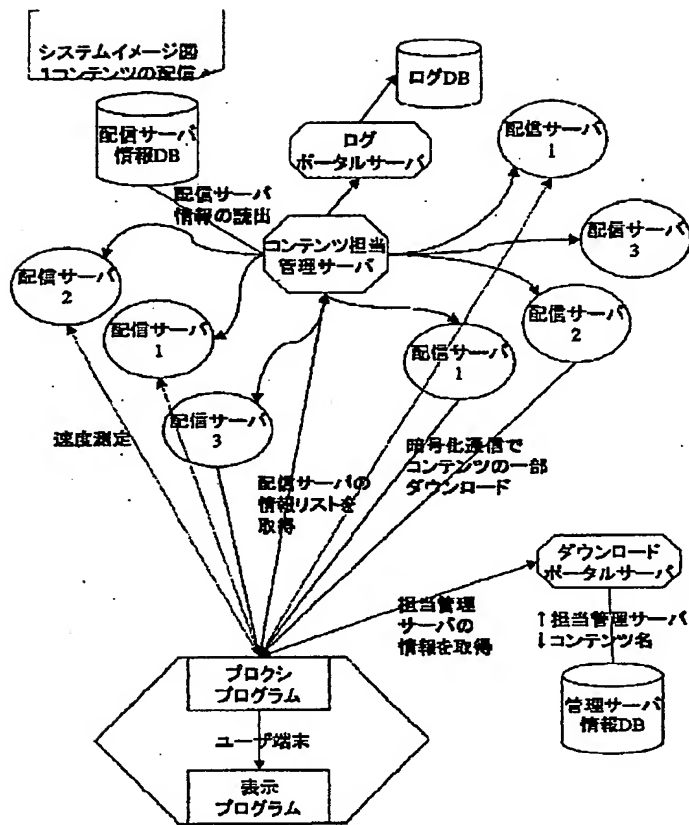 システムイメージ図
1コンテンツの配信
配信サーバ
情報DB
ログDB
ログ
ポータルサーバ
配信サーバ
1
配信サーバ
情報の読出
コンテンツ担当
管理サーバ
配信サーバ
3
配信サーバ
2
配信サーバ
1
配信サーバ
3
配信サーバ
1
配信サーバ
2
速度測定
配信サーバの
情報リストを
取得
暗号化通信で
コンテンツの一部
ダウンロード
担当管理
サーバの
情報を取得
ダウンロード
ポータルサーバ
↑担当管理サーバ
↓コンテンツ名
管理サーバ
情報DB
プロクシ
プログラム
ユーザ端末
表示
プログラム